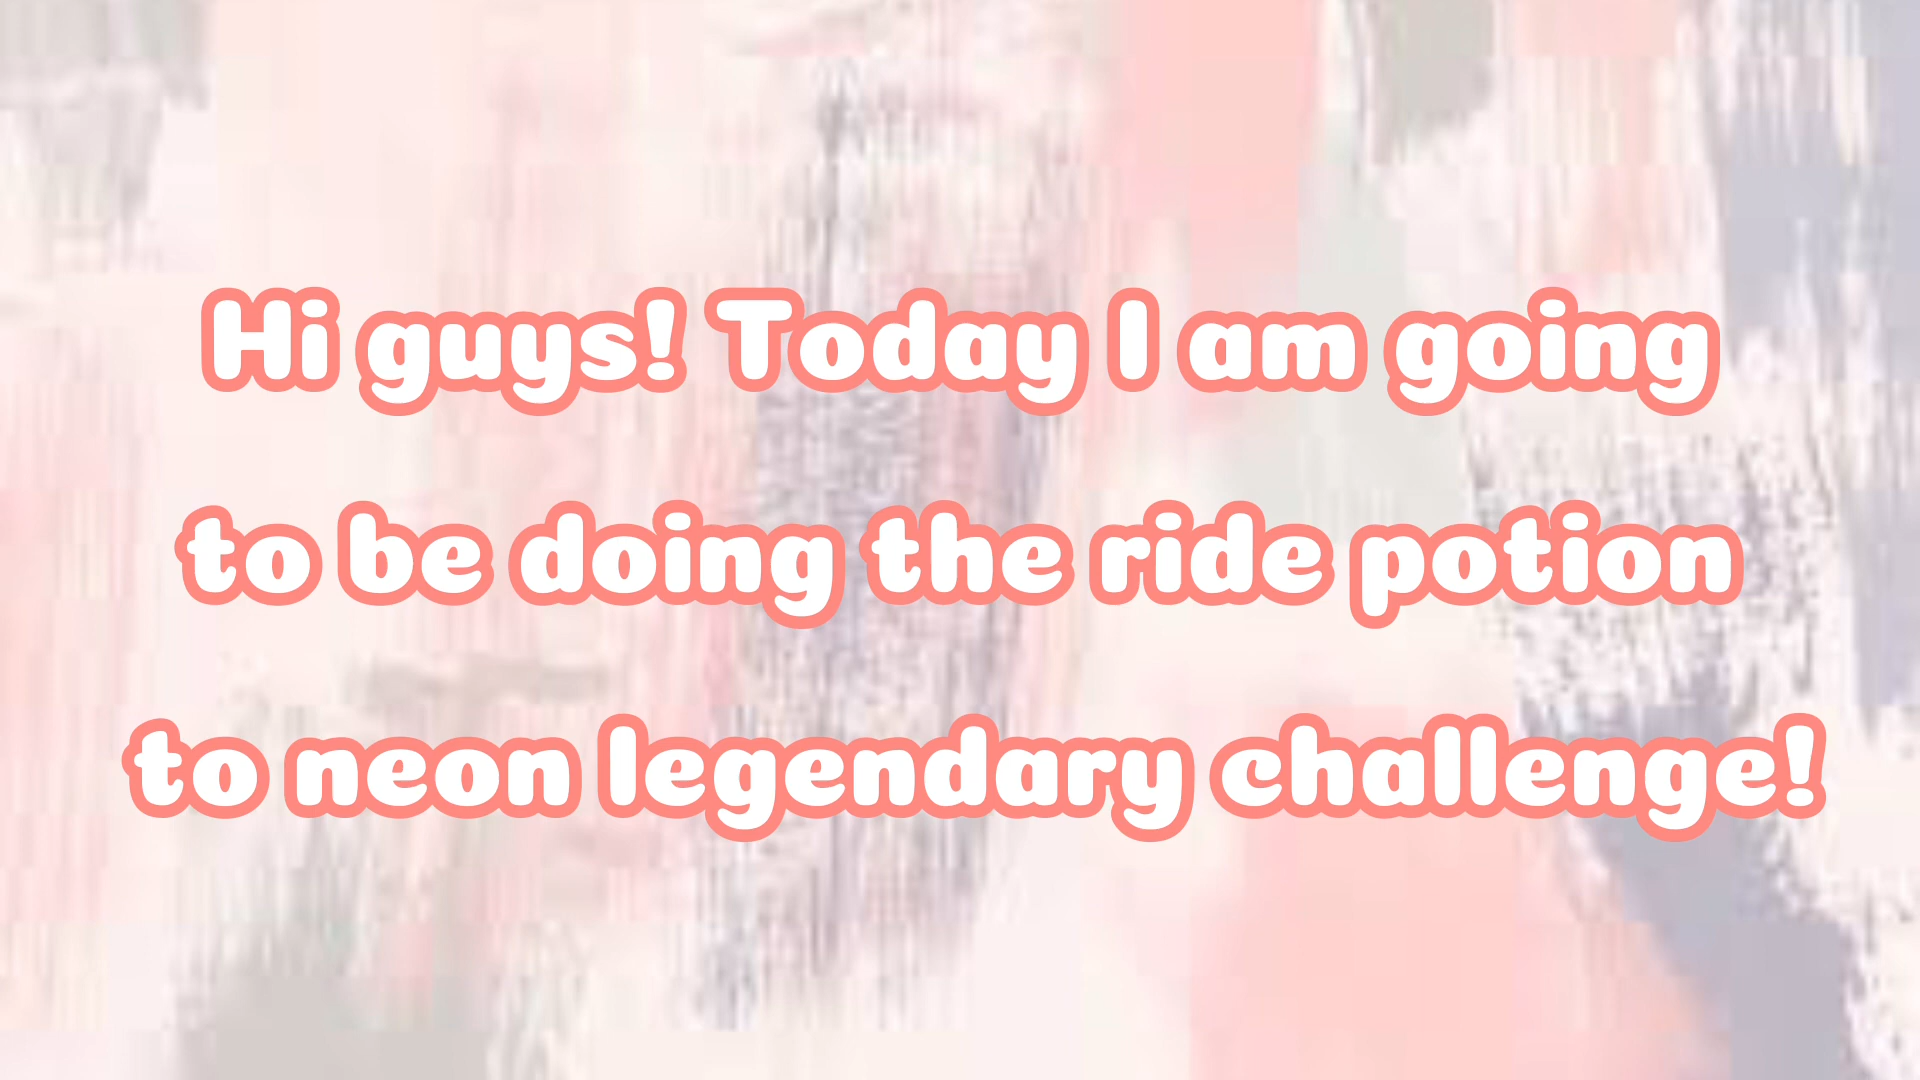 Hi guys! Today I am going
to be doing the ride potion
to neon legendary challenge!